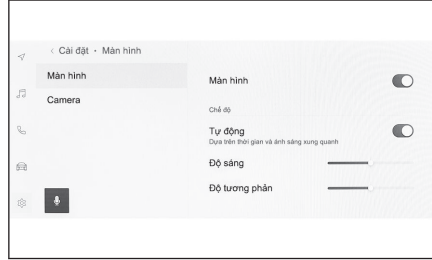 ‹ Cài đặt • Màn hình
Màn hình
Camera
Màn hình
Chế độ
Tự động
Dựa trên thời gian và ánh sáng xung quanh
Độ sáng
Độ tương phản